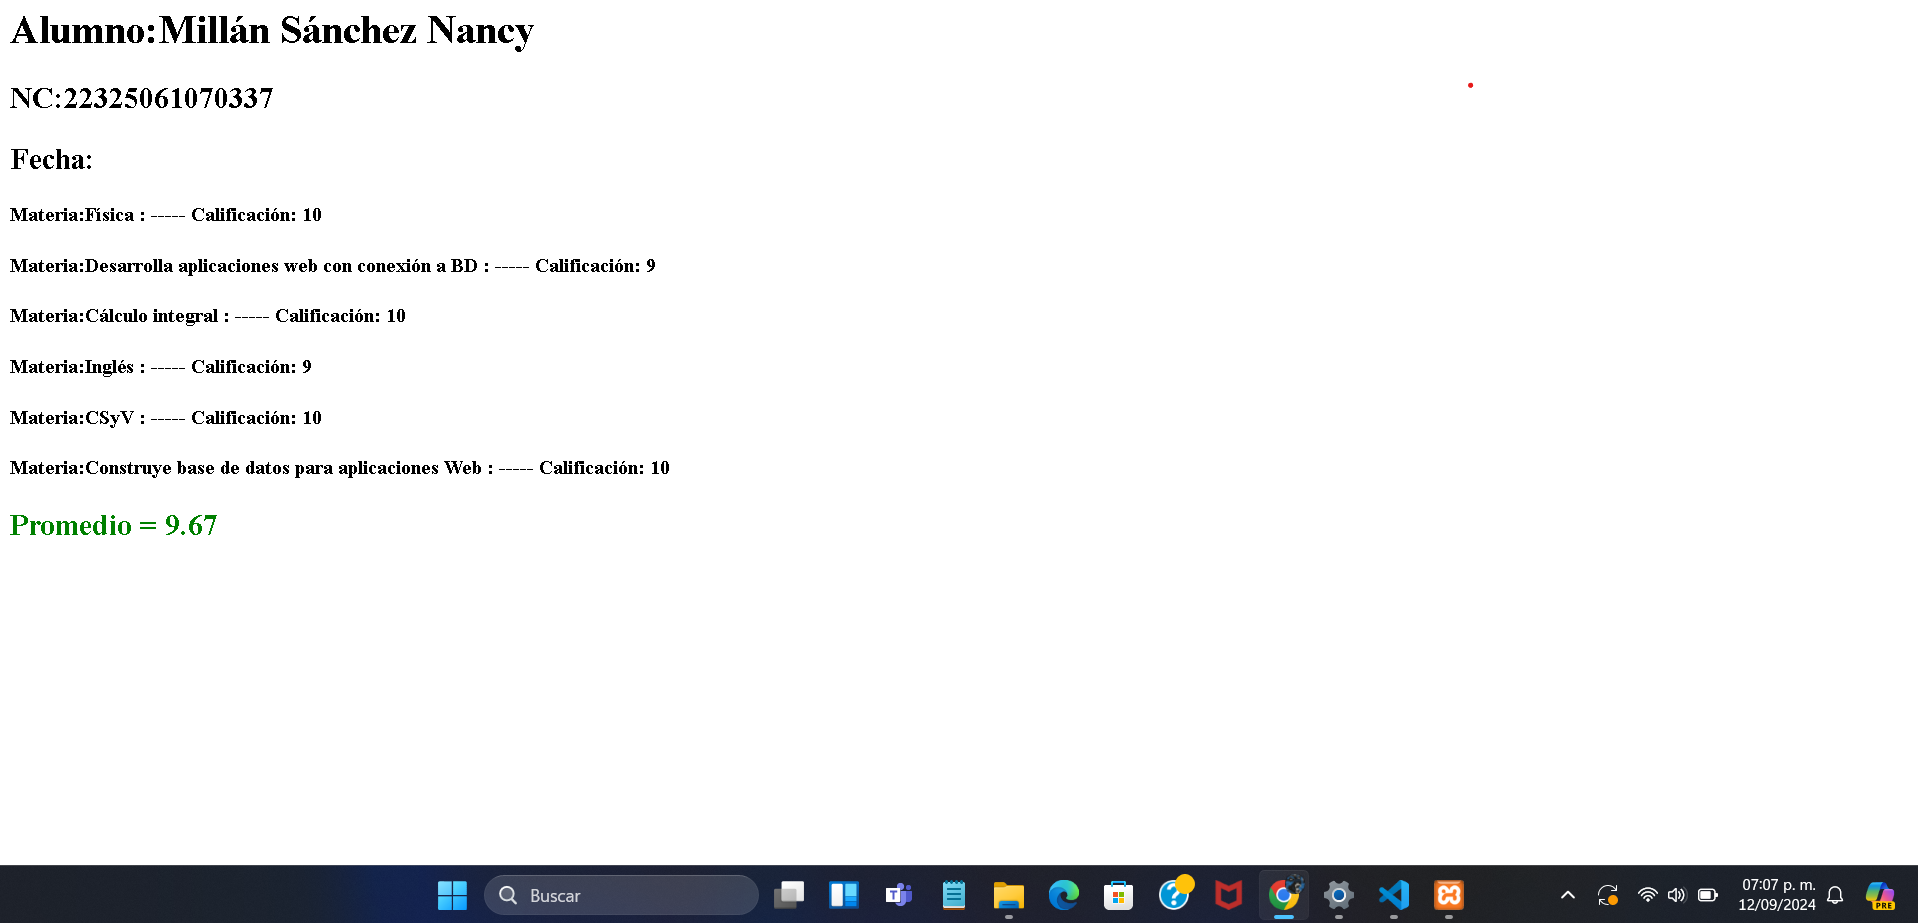 Alumno:Millán Sánchez Nancy
NC:22325061070337
Fecha:
Materia:Física : ----- Calificación: 10
Materia:Desarrolla aplicaciones web con conexión a BD : ----- Calificación: 9
Materia:Cálculo integral : ----- Calificación: 10
Materia:Inglés : ----- Calificación: 9
Materia:CSyV : ----- Calificación: 10
Materia:Construye base de datos para aplicaciones Web : ----- Calificación: 10
Promedio = 9.67
Buscar
07:07 p. m.
12/09/2024
PRE